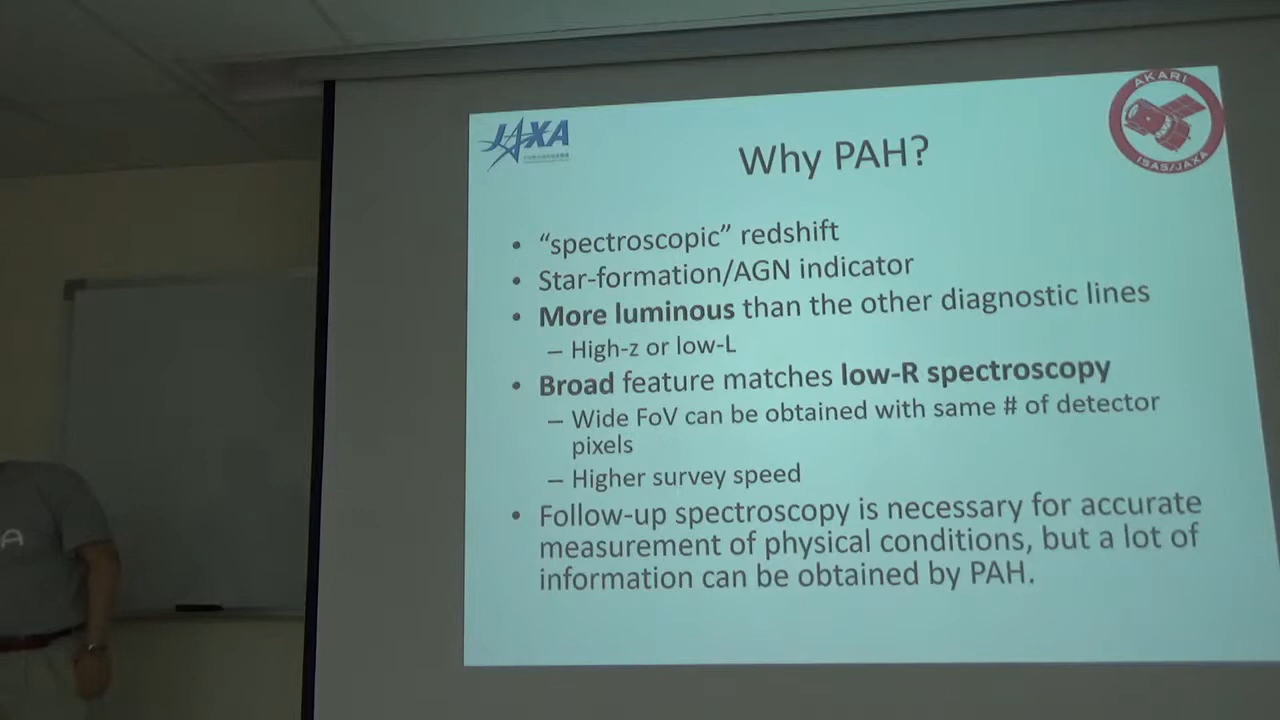 JAXA
AKARI
ISAS/JAXA
Why PAH?
• “spectroscopic” redshift
• Star-formation/AGN indicator
• More luminous than the other diagnostic lines
– High-z or low-L
• Broad feature matches low-R spectroscopy
– Wide FoV can be obtained with same # of detector
pixels
– Higher survey speed
• Follow-up spectroscopy is necessary for accurate
measurement of physical conditions, but a lot of
information can be obtained by PAH.